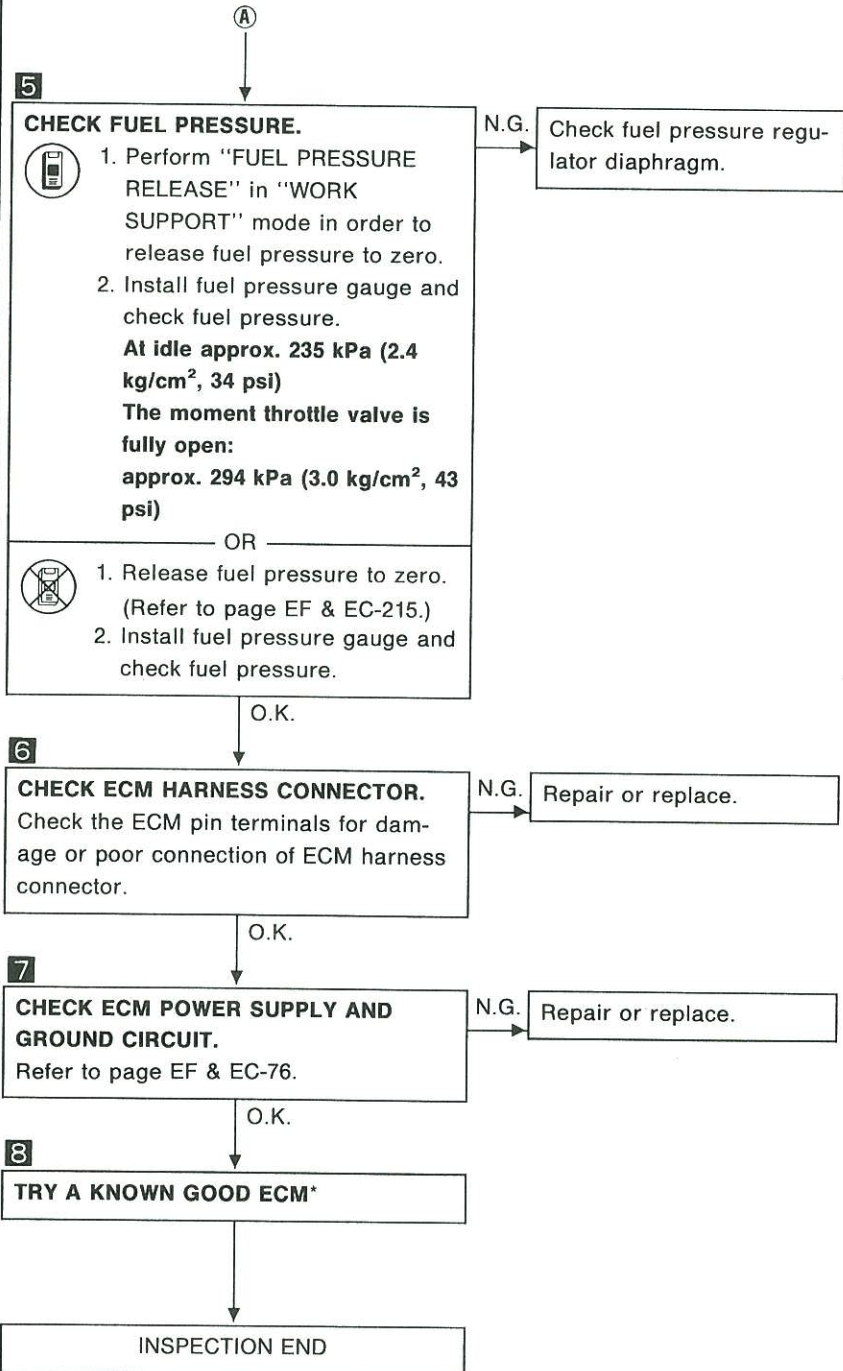 A
5
CHECK FUEL PRESSURE.
1. Perform "FUEL PRESSURE
RELEASE" in "WORK
SUPPORT" mode in order to
release fuel pressure to zero.
2. Install fuel pressure gauge and
check fuel pressure.
At idle approx. 235 kPa (2.4
kg/cm², 34 psi)
The moment throttle valve is
fully open:
approx. 294 kPa (3.0 kg/cm², 43
psi)
OR
1. Release fuel pressure to zero.
(Refer to page EF & EC-215.)
2. Install fuel pressure gauge and
check fuel pressure.
N.G.
Check fuel pressure regu-
lator diaphragm.
O.K.
6
CHECK ECM HARNESS CONNECTOR.
Check the ECM pin terminals for dam-
age or poor connection of ECM harness
connector.
N.G.
Repair or replace.
O.K.
7
CHECK ECM POWER SUPPLY AND
GROUND CIRCUIT.
Refer to page EF & EC-76.
N.G.
Repair or replace.
O.K.
8
TRY A KNOWN GOOD ECM*
INSPECTION END